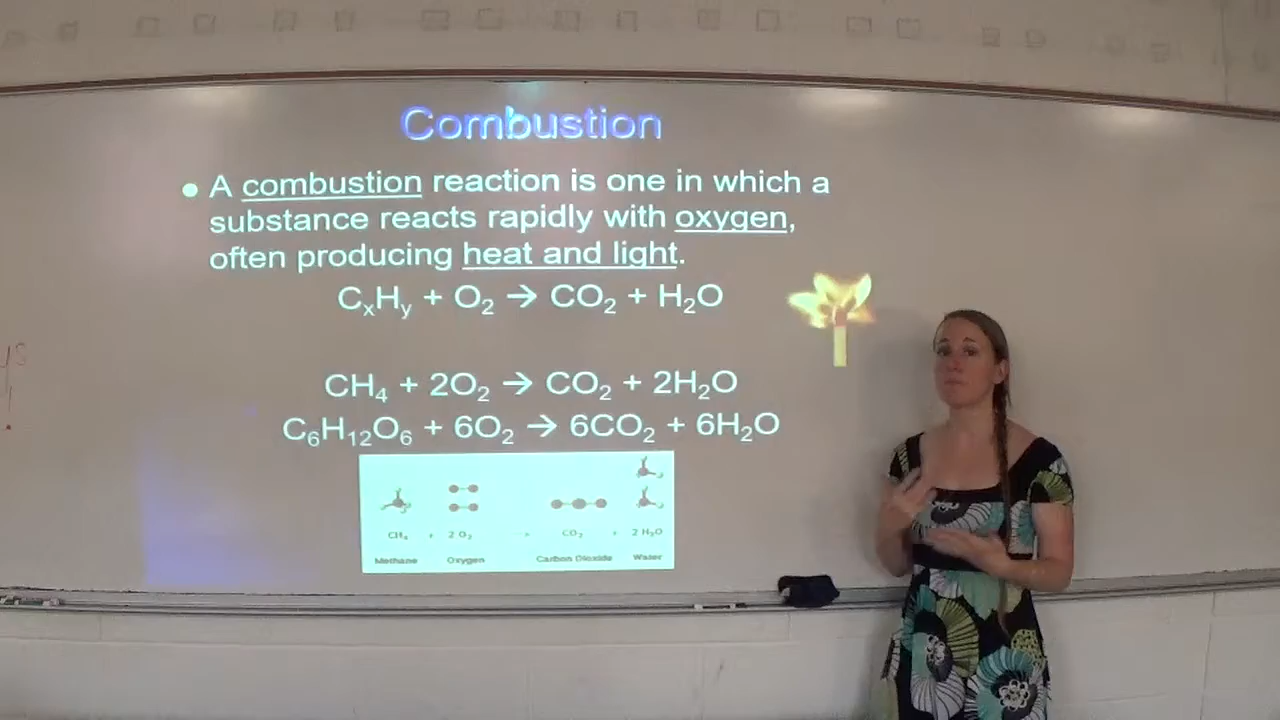 Combustion
• A combustion reaction is one in which a
substance reacts rapidly with oxygen,
often producing heat and light.
CₓHᵧ + O₂ → CO₂ + H₂O
CH₄ + 2O₂ → CO₂ + 2H₂O
C₆H₁₂O₆ + 6O₂ → 6CO₂ + 6H₂O
CH₄ + 2 O₂ → CO₂ + 2 H₂O
Methane Oxygen Carbon Dioxide Water